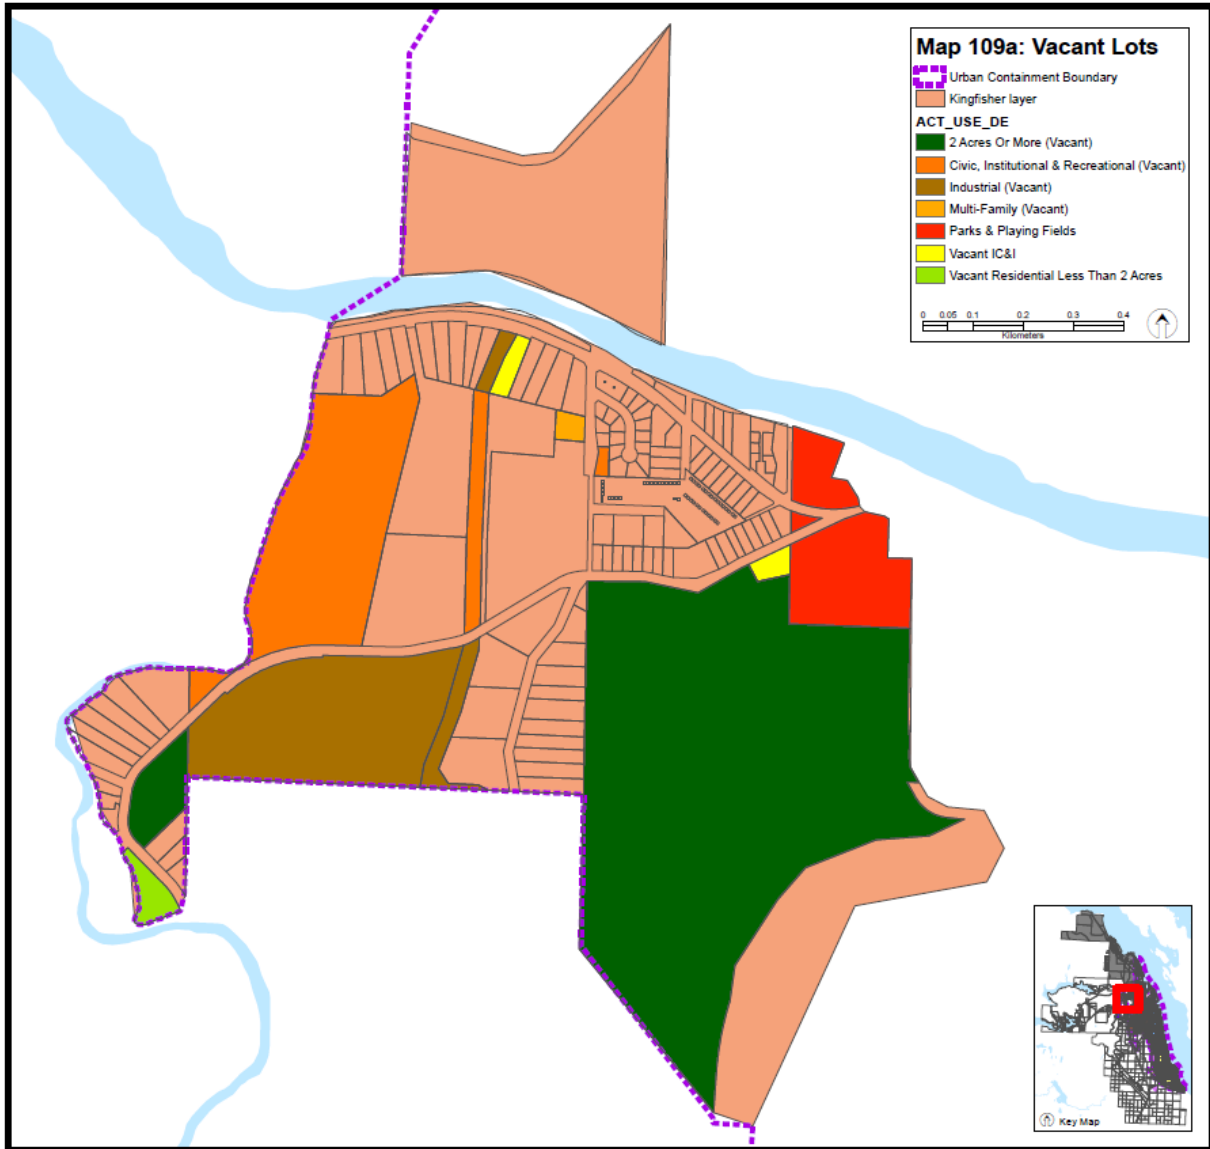 Map 109a: Vacant Lots
Urban Containment Boundary
Kingfisher layer
ACT_USE_DE
2 Acres Or More (Vacant)
Civic, Institutional & Recreational (Vacant)
Industrial (Vacant)
Multi-Family (Vacant)
Parks & Playing Fields
Vacant IC&I
Vacant Residential Less Than 2 Acres
0 0.05 0.1 0.2 0.3 0.4
Kilometers
Key Map